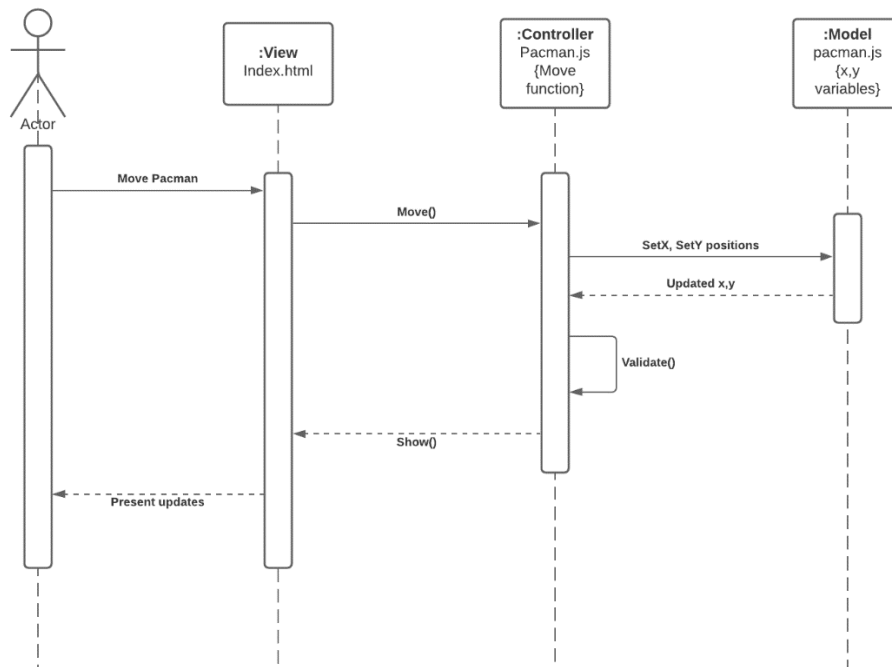 :View
Index.html
:Controller
Pacman.js
{Move
function}
:Model
pacman.js
{x,y
variables}
Actor
Move Pacman
Move()
SetX, SetY positions
Updated x,y
Validate()
Show()
Present updates